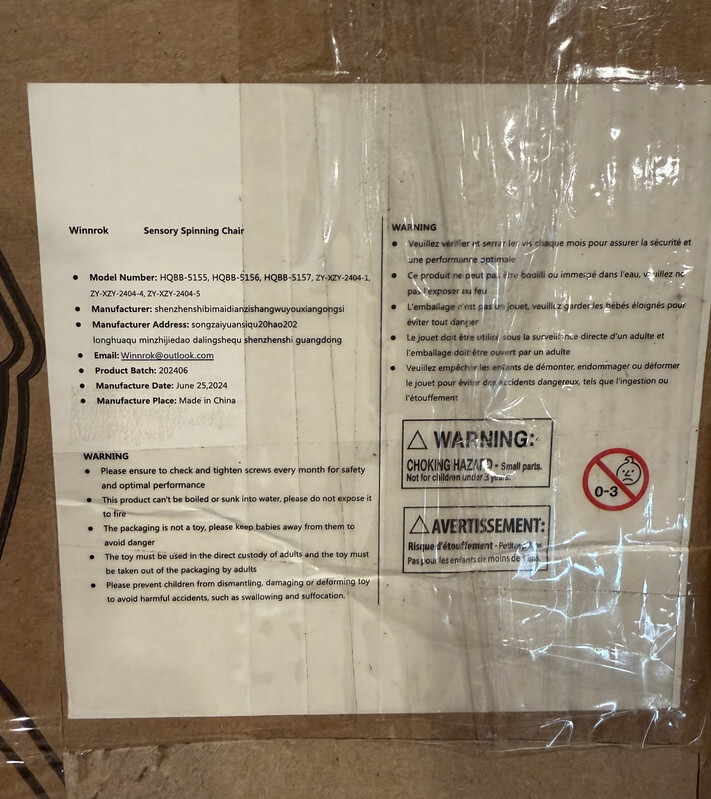 Winnrok Sensory Spinning Chair
Model Number: HQBB-5155, HQBB-5156, HQBB-5157, ZY-XZY-2404-1,
ZY-XZY-2404-4, ZY-XZY-2404-5
Manufacturer: shenzhenshibimaidianzishangwuyouxiangongsi
Manufacturer Address: songzaiyuansiqu20hao202
longhuaqu minzhijiedao dalingshequ shenzhenshi guangdong
Email: Winnrok@outlook.com
Product Batch: 202406
Manufacture Date: June 25,2024
Manufacture Place: Made in China
WARNING
Please ensure to check and tighten screws every month for safety
and optimal performance
This product can't be boiled or sunk into water, please do not expose it
to fire
The packaging is not a toy, please keep babies away from them to
avoid danger
The toy must be used in the direct custody of adults and the toy must
be taken out of the packaging by adults
Please prevent children from dismantling, damaging or deforming toy
to avoid harmful accidents, such as swallowing and suffocation.
WARNING
Veuillez vérifier et serrer les vis chaque mois pour assurer la sécurité et
une performance optimale
Ce produit ne peut pas être bouilli ou immergé dans l'eau, veuillez ne
pas l'exposer au feu
L'emballage n'est pas un jouet, veuillez garder les bébés éloignés pour
éviter tout danger
Le jouet doit être utilisé sous la surveillance directe d'un adulte et
l'emballage doit être ouvert par un adulte
Veuillez empêcher les enfants de démonter, endommager ou déformer
le jouet pour éviter des accidents dangereux, tels que l'ingestion ou
l'étouffement
WARNING:
CHOKING HAZARD - Small parts.
Not for children under 3 years.
0-3
AVERTISSEMENT:
Risque d'étouffement - Petites
Pas pour les enfants de moins de 3 ans.